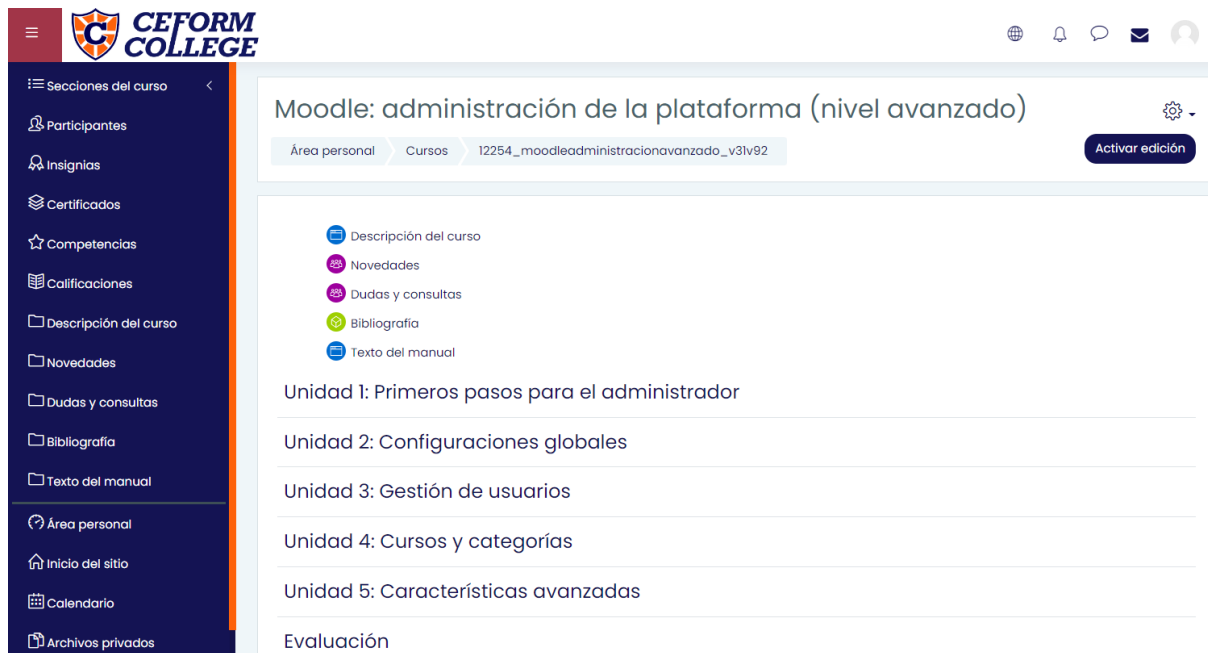 CEFORM
COLLEGE
Secciones del curso
Participantes
Insignias
Certificados
Competencias
Calificaciones
Descripción del curso
Novedades
Dudas y consultas
Bibliografía
Texto del manual
Área personal
Inicio del sitio
Calendario
Archivos privados
Moodle: administración de la plataforma (nivel avanzado)
Área personal Cursos 12254_moodleadministracionavanzado_v31v92
Activar edición
Descripción del curso
Novedades
Dudas y consultas
Bibliografía
Texto del manual
Unidad 1: Primeros pasos para el administrador
Unidad 2: Configuraciones globales
Unidad 3: Gestión de usuarios
Unidad 4: Cursos y categorías
Unidad 5: Características avanzadas
Evaluación